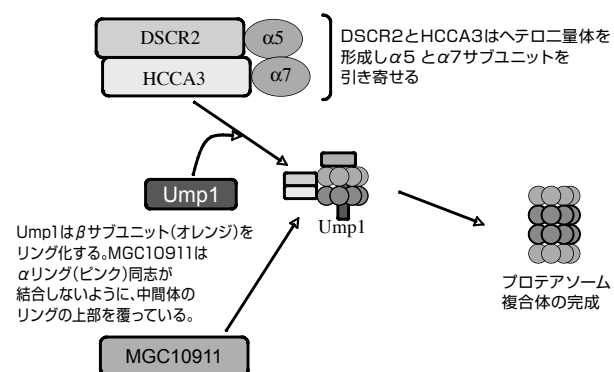 DSCR2
α5
HCCA3
α7
DSCR2とHCCA3はヘテロ二量体を
形成しα5 とα7サブユニットを
引き寄せる
Ump1
Ump1
Ump1はβサブユニット(オレンジ)を
リング化する。MGC10911は
αリング(ピンク)同志が
結合しないように、中間体の
リングの上部を覆っている。
プロテアソーム
複合体の完成
MGC10911